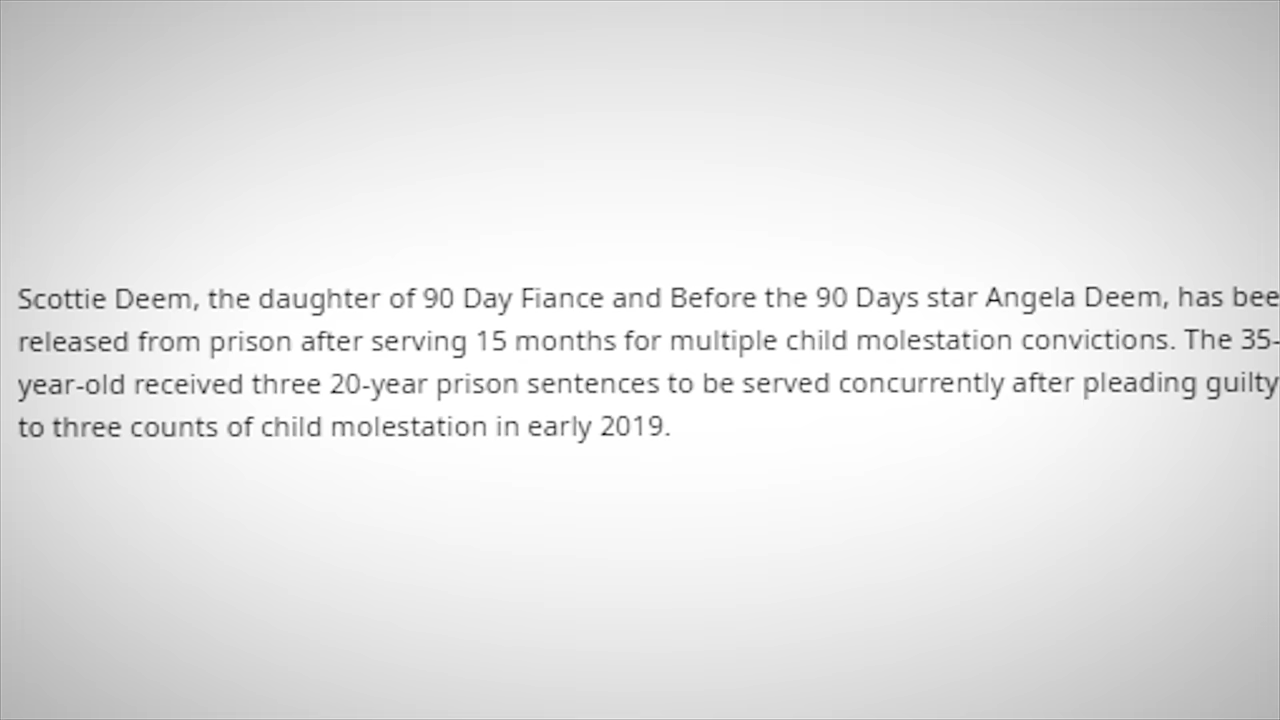 Scottie Deem, the daughter of 90 Day Fiance and Before the 90 Days star Angela Deem, has bee
released from prison after serving 15 months for multiple child molestation convictions. The 35-
year-old received three 20-year prison sentences to be served concurrently after pleading guilty
to three counts of child molestation in early 2019.